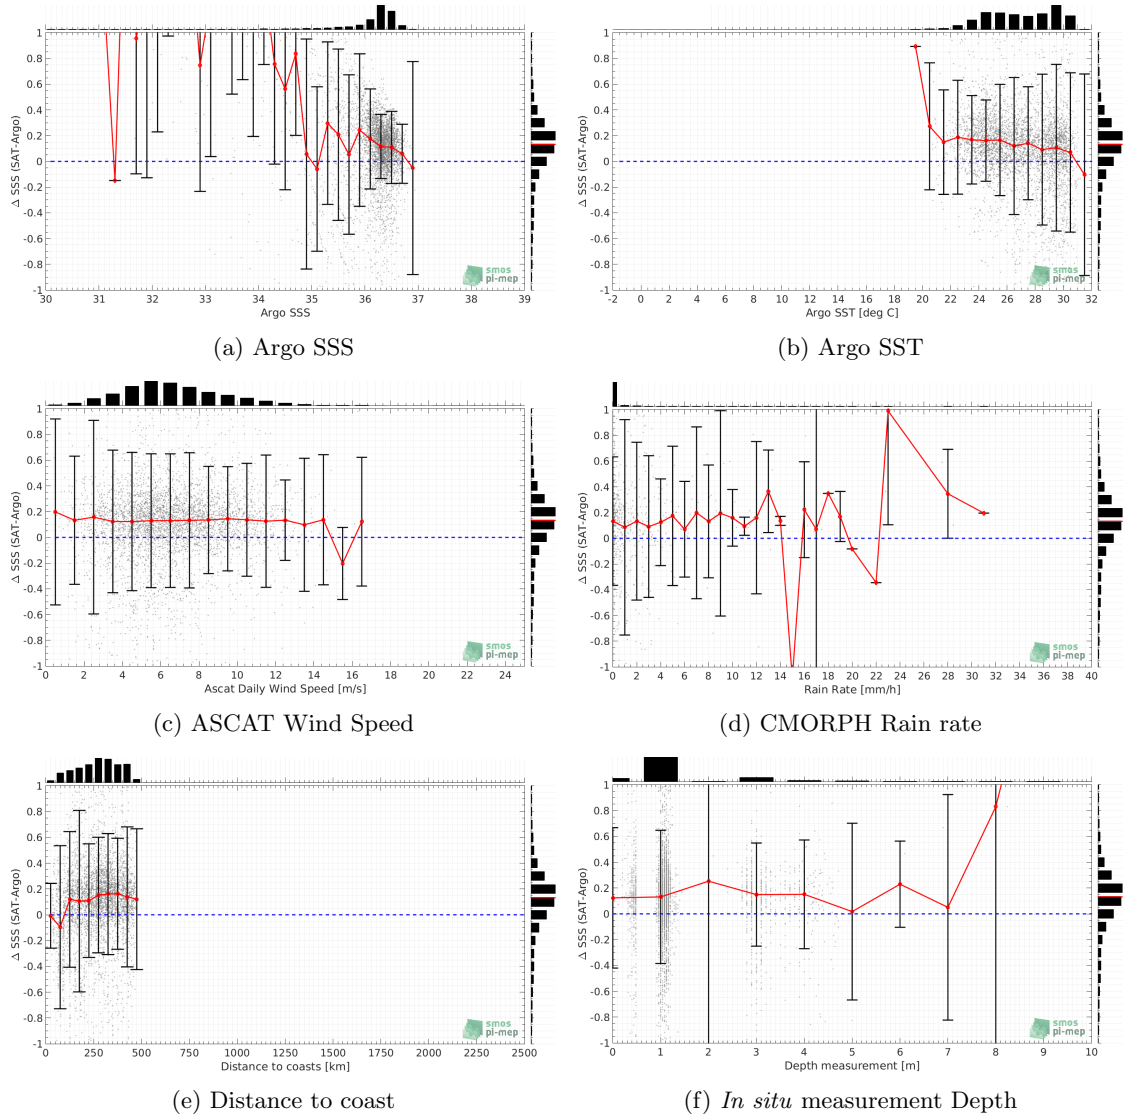 1
0.8
0.6
0.4
0.2
0
-0.2
-0.4
-0.6
-0.8
-1
Δ SSS (SAT-Argo)
30 31 32 33 34 35 36 37 38 39
Argo SSS
smos
pi-mep
(a) Argo SSS
1
0.8
0.6
0.4
0.2
0
-0.2
-0.4
-0.6
-0.8
-1
Δ SSS (SAT-Argo)
-2 0 2 4 6 8 10 12 14 16 18 20 22 24 26 28 30 32
Argo SST [deg C]
smos
pi-mep
(b) Argo SST
1
0.8
0.6
0.4
0.2
0
-0.2
-0.4
-0.6
-0.8
-1
Δ SSS (SAT-Argo)
0 2 4 6 8 10 12 14 16 18 20 22 24
Ascat Daily Wind Speed [m/s]
smos
pi-mep
(c) ASCAT Wind Speed
1
0.8
0.6
0.4
0.2
0
-0.2
-0.4
-0.6
-0.8
-1
Δ SSS (SAT-Argo)
0 2 4 6 8 10 12 14 16 18 20 22 24 26 28 30 32 34 36 38 40
Rain Rate [mm/h]
smos
pi-mep
(d) CMORPH Rain rate
1
0.8
0.6
0.4
0.2
0
-0.2
-0.4
-0.6
-0.8
-1
Δ SSS (SAT-Argo)
0 250 500 750 1000 1250 1500 1750 2000 2250 2500
Distance to coasts [km]
smos
pi-mep
(e) Distance to coast
1
0.8
0.6
0.4
0.2
0
-0.2
-0.4
-0.6
-0.8
-1
Δ SSS (SAT-Argo)
0 1 2 3 4 5 6 7 8 9 10
Depth measurement [m]
smos
pi-mep
(f) In situ measurement Depth